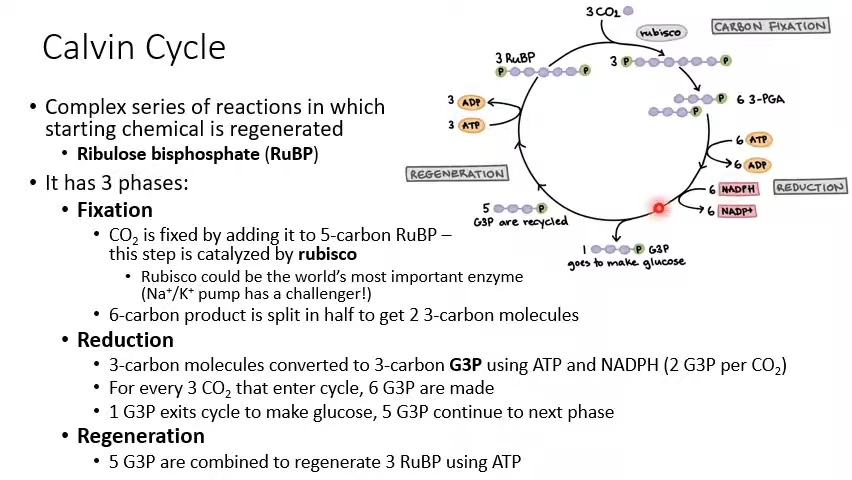 Calvin Cycle
• Complex series of reactions in which
starting chemical is regenerated
• Ribulose bisphosphate (RuBP)
• It has 3 phases:
• Fixation
• CO₂ is fixed by adding it to 5-carbon RuBP –
this step is catalyzed by rubisco
• Rubisco could be the world's most important enzyme
(Na⁺/K⁺ pump has a challenger!)
• 6-carbon product is split in half to get 2 3-carbon molecules
• Reduction
• 3-carbon molecules converted to 3-carbon G3P using ATP and NADPH (2 G3P per CO₂)
• For every 3 CO₂ that enter cycle, 6 G3P are made
• 1 G3P exits cycle to make glucose, 5 G3P continue to next phase
• Regeneration
• 5 G3P are combined to regenerate 3 RuBP using ATP
3 CO₂
rubisco
CARBON FIXATION
3 RuBP
P P
3 P P
P
P
6 3-PGA
3 ADP
3 ATP
6 ATP
6 ADP
REGENERATION
6 NADPH
6 NADP+
REDUCTION
5 P
G3P are recycled
1 P G3P
goes to make glucose